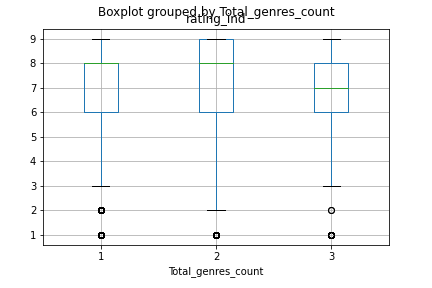 Boxplot grouped by Total_genres_count
rating_ind
9
8
7
6
5
4
3
2
1
1 2 3
Total_genres_count